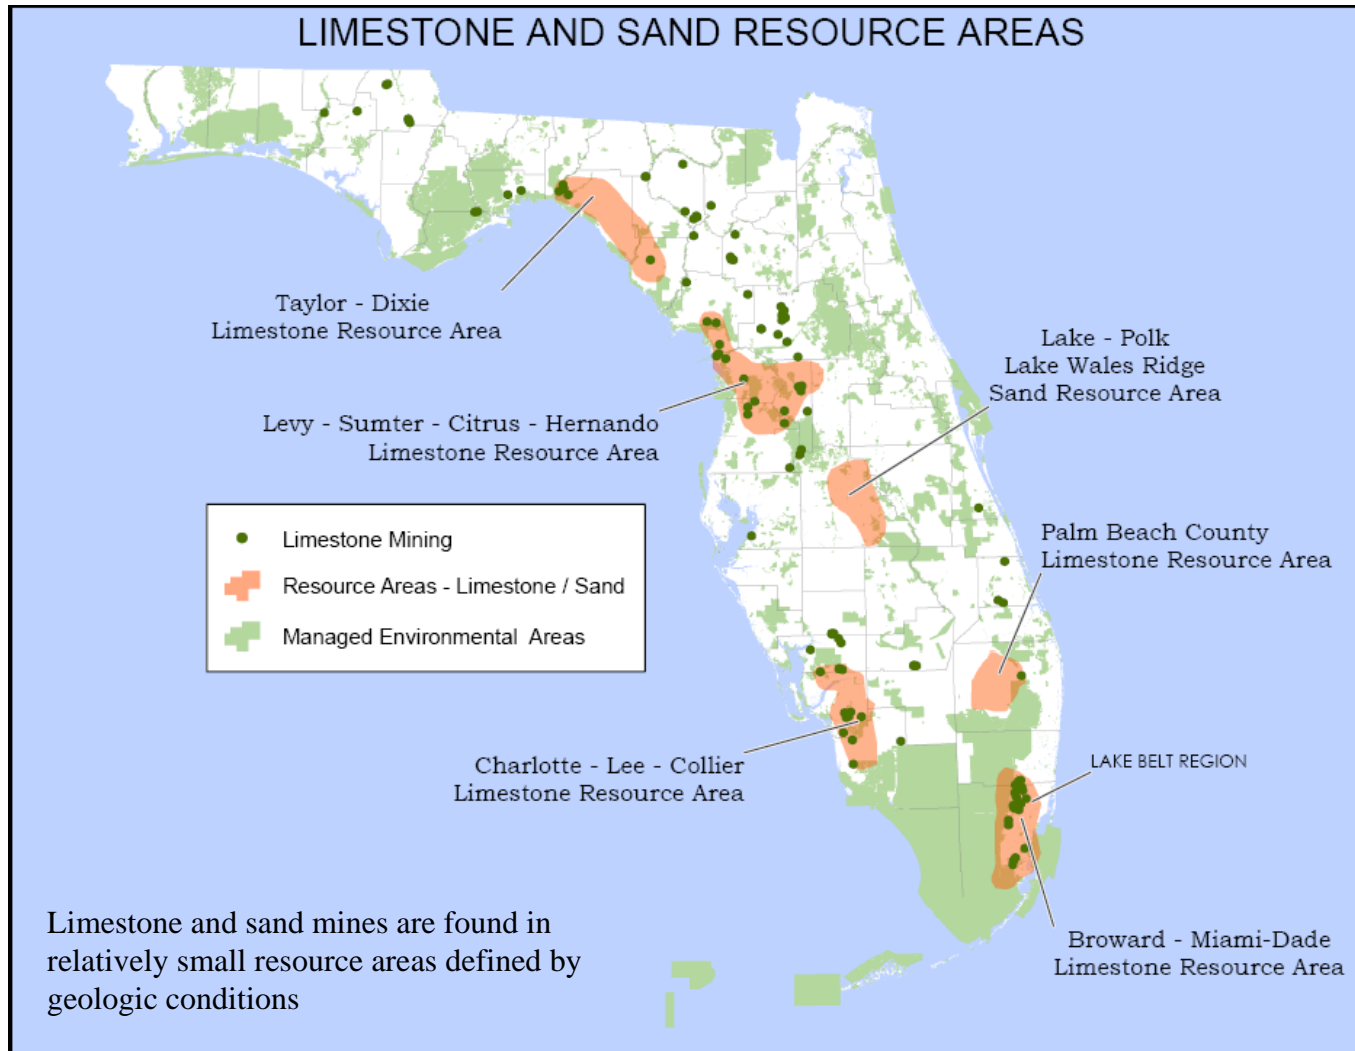 LIMESTONE AND SAND RESOURCE AREAS
Taylor - Dixie
Limestone Resource Area
Lake - Polk
Lake Wales Ridge
Sand Resource Area
Levy - Sumter - Citrus - Hernando
Limestone Resource Area
Limestone Mining
Resource Areas - Limestone / Sand
Managed Environmental Areas
Palm Beach County
Limestone Resource Area
Charlotte - Lee - Collier
Limestone Resource Area
LAKE BELT REGION
Broward - Miami-Dade
Limestone Resource Area
Limestone and sand mines are found in
relatively small resource areas defined by
geologic conditions